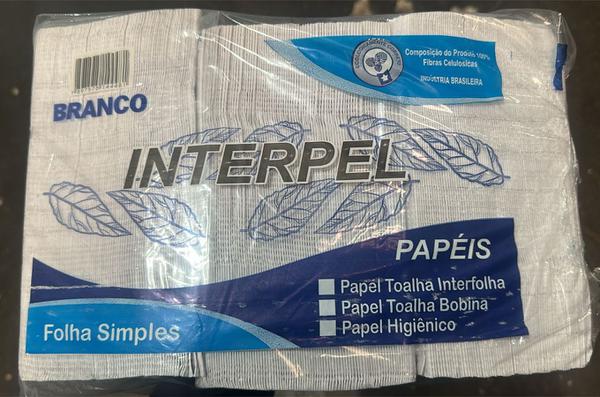 Composição do Produto 100%
Fibras Celulosicas
INDÚSTRIA BRASILEIRA
BRANCO
INTERPEL
PAPÉIS
Papel Toalha Interfolha
Papel Toalha Bobina
Papel Higiênico
Folha Simples